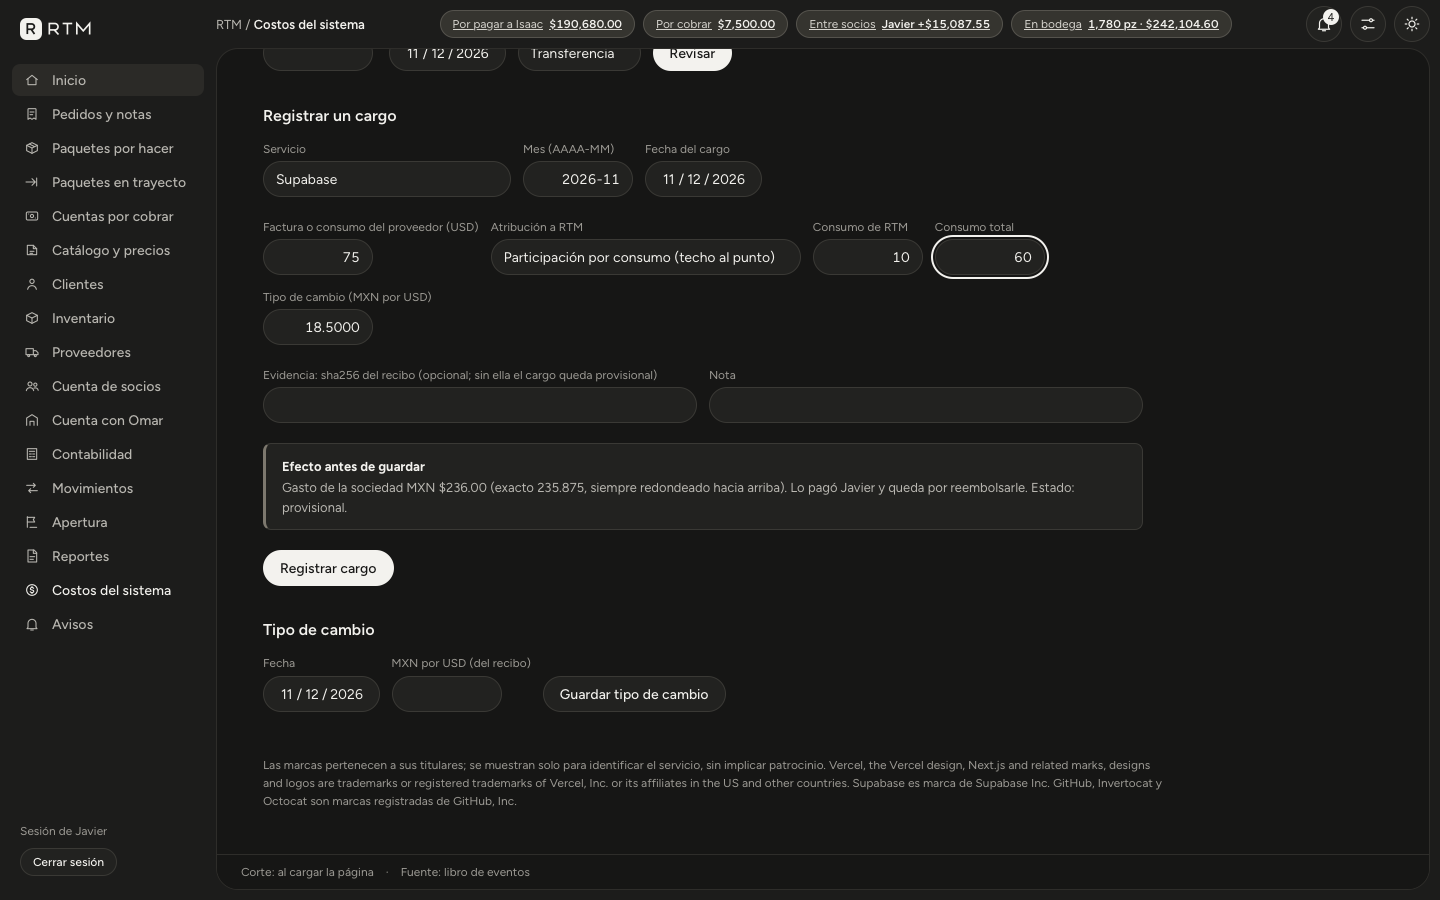 R RTM
RTM / Costos del sistema
Por pagar a Isaac $190,680.00
Por cobrar $7,500.00
Entre socios Javier +$15,087.55
En bodega 1,780 pz · $242,104.60
4
Inicio
Pedidos y notas
Paquetes por hacer
Paquetes en trayecto
Cuentas por cobrar
Catálogo y precios
Clientes
Inventario
Proveedores
Cuenta de socios
Cuenta con Omar
Contabilidad
Movimientos
Apertura
Reportes
Costos del sistema
Avisos
Sesión de Javier
Cerrar sesión
11 / 12 / 2026 Transferencia Revisar
Registrar un cargo
Servicio Mes (AAAA-MM) Fecha del cargo
Supabase 2026-11 11 / 12 / 2026
Factura o consumo del proveedor (USD) Atribución a RTM Consumo de RTM Consumo total
75 Participación por consumo (techo al punto) 10 60
Tipo de cambio (MXN por USD)
18.5000
Evidencia: sha256 del recibo (opcional; sin ella el cargo queda provisional) Nota
Efecto antes de guardar
Gasto de la sociedad MXN $236.00 (exacto 235.875, siempre redondeado hacia arriba). Lo pagó Javier y queda por reembolsarle. Estado:
provisional.
Registrar cargo
Tipo de cambio
Fecha MXN por USD (del recibo)
11 / 12 / 2026 Guardar tipo de cambio
Las marcas pertenecen a sus titulares; se muestran solo para identificar el servicio, sin implicar patrocinio. Vercel, the Vercel design, Next.js and related marks, designs
and logos are trademarks or registered trademarks of Vercel, Inc. or its affiliates in the US and other countries. Supabase es marca de Supabase Inc. GitHub, Invertocat y
Octocat son marcas registradas de GitHub, Inc.
Corte: al cargar la página · Fuente: libro de eventos